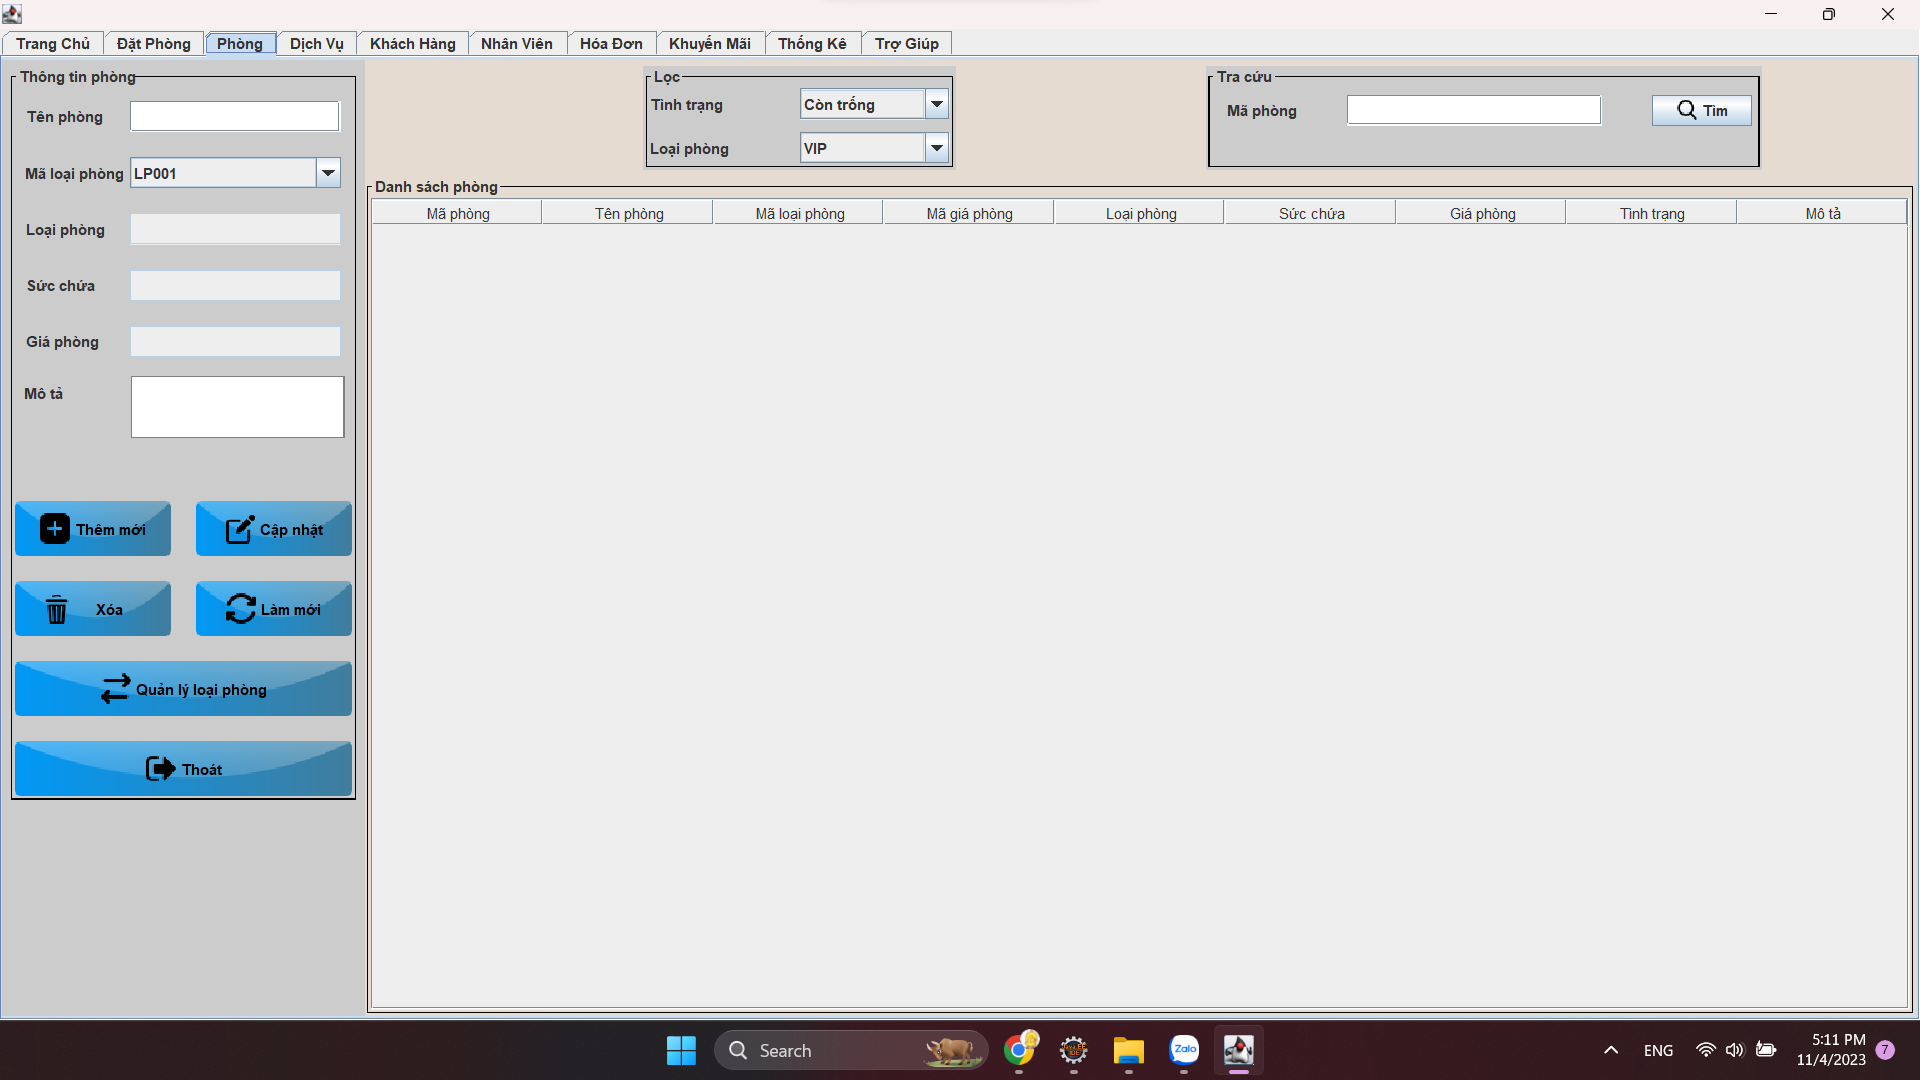 Trang Chủ Đặt Phòng Phòng Dịch Vụ Khách Hàng Nhân Viên Hóa Đơn Khuyến Mãi Thống Kê Trợ Giúp
Thông tin phòng
Tên phòng
Mã loại phòng LP001
Loại phòng
Sức chứa
Giá phòng
Mô tả
Thêm mới Cập nhật
Xóa Làm mới
Quản lý loại phòng
Thoát
Lọc
Tình trạng Còn trống
Loại phòng VIP
Tra cứu
Mã phòng Tìm
Danh sách phòng
Mã phòng Tên phòng Mã loại phòng Mã giá phòng Loại phòng Sức chứa Giá phòng Tình trạng Mô tả
Search
Zalo
ENG
5:11 PM
11/4/2023
7